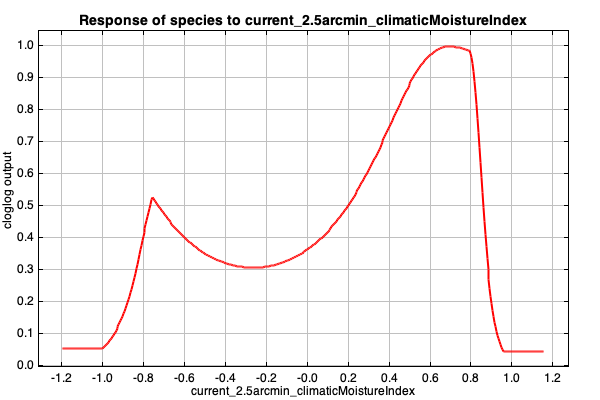 Response of species to current_2.5arcmin_climaticMoistureIndex
cloglog output
1.0
0.9
0.8
0.7
0.6
0.5
0.4
0.3
0.2
0.1
0.0
-1.2 -1.0 -0.8 -0.6 -0.4 -0.2 -0.0 0.2 0.4 0.6 0.8 1.0 1.2
current_2.5arcmin_climaticMoistureIndex